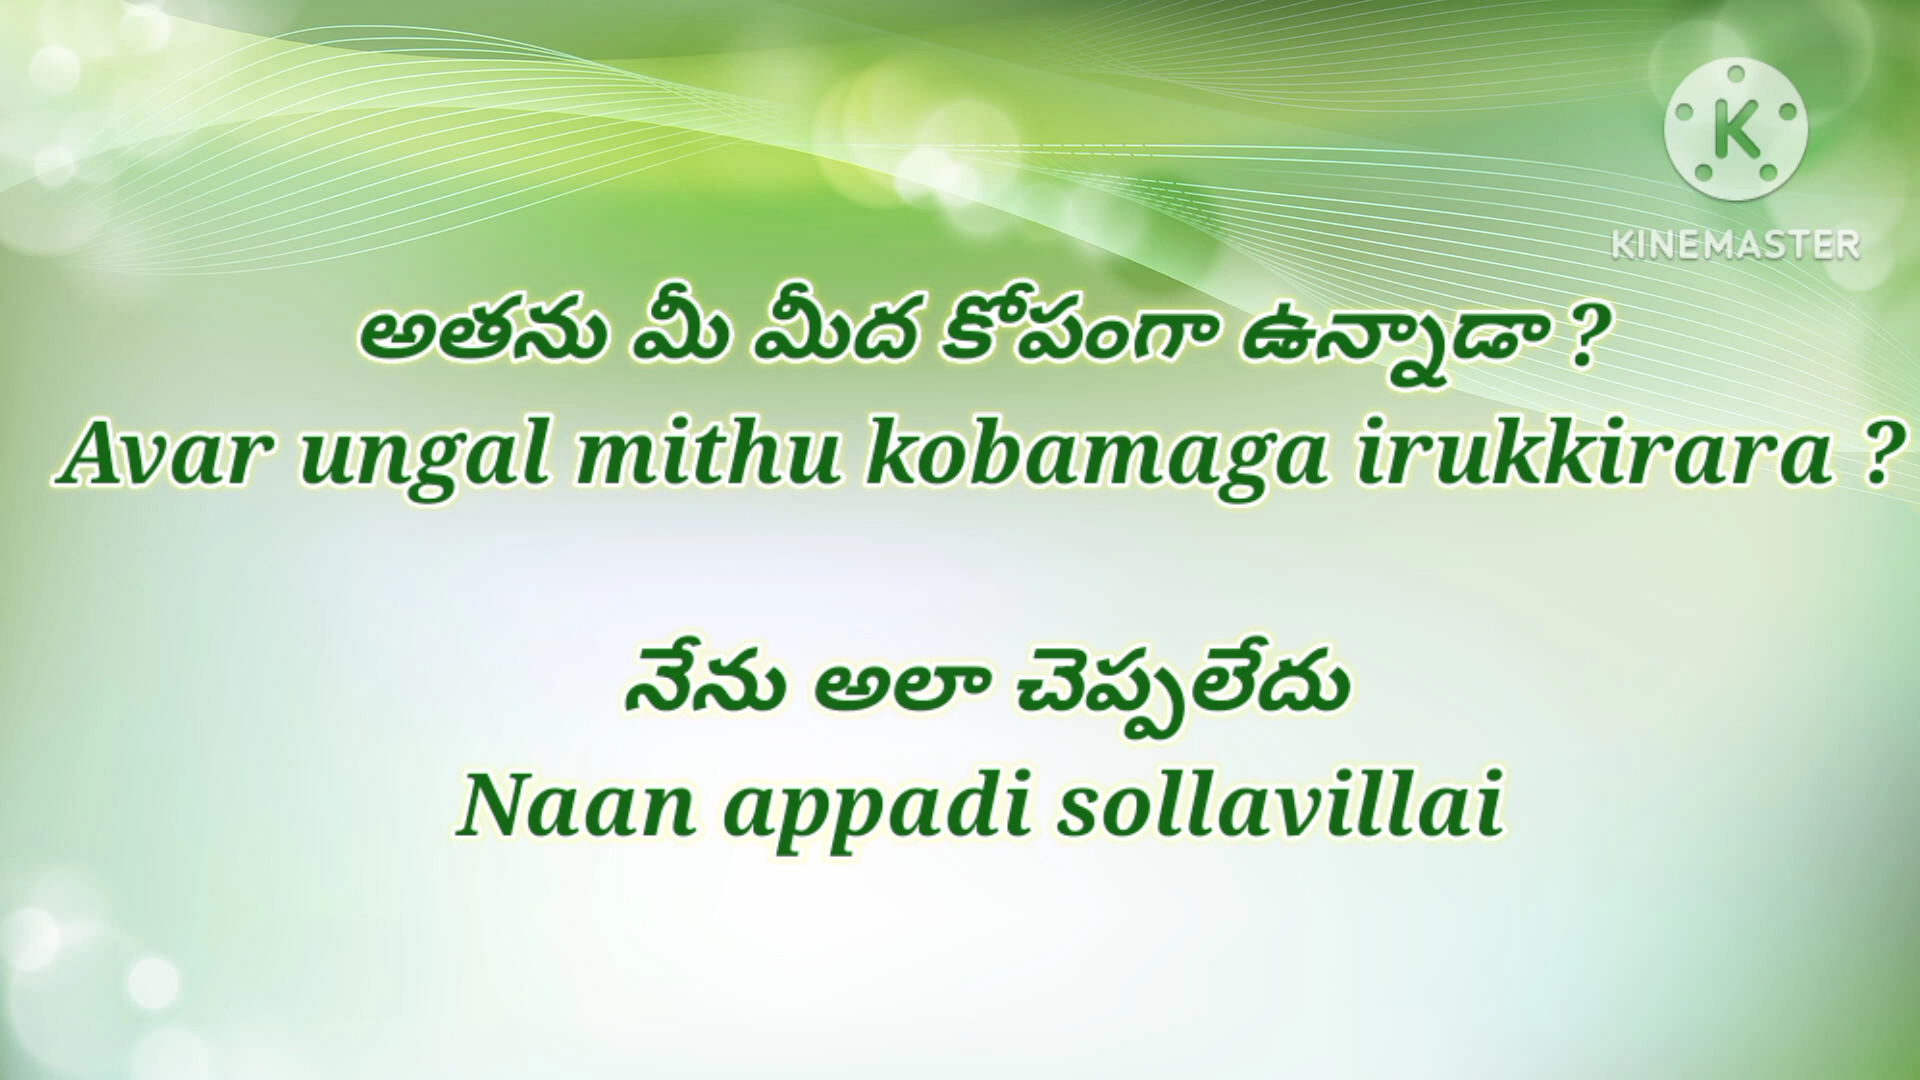 K
KINEMASTER
అతను మీ మీద కోపంగా ఉన్నాడా ?
Avar ungal mithu kobamaga irukkirara ?
నేను అలా చెప్పలేదు
Naan appadi sollavillai